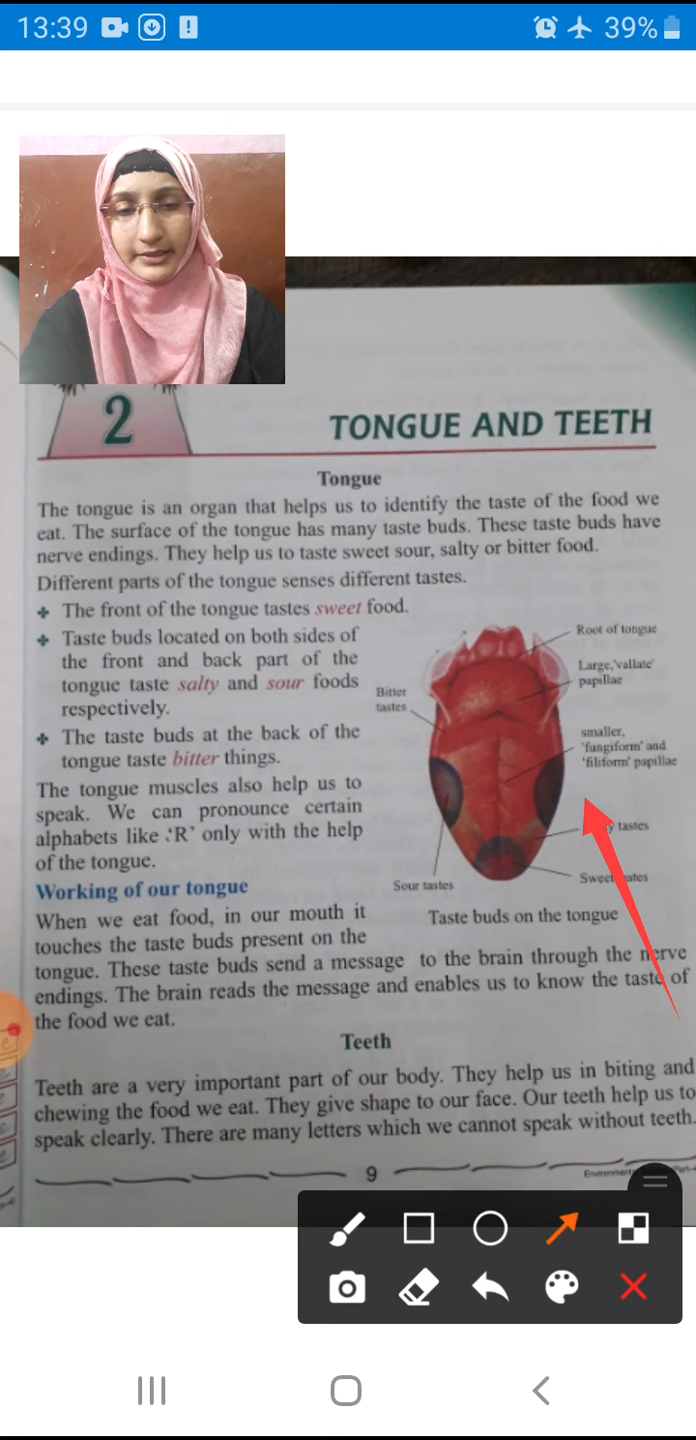 13:39
39%
2
TONGUE AND TEETH
Tongue
The tongue is an organ that helps us to identify the taste of the food we
eat. The surface of the tongue has many taste buds. These taste buds have
nerve endings. They help us to taste sweet sour, salty or bitter food.
Different parts of the tongue senses different tastes.
The front of the tongue tastes sweet food.
Taste buds located on both sides of
the front and back part of the
tongue taste salty and sour foods
respectively.
The taste buds at the back of the
tongue taste bitter things.
The tongue muscles also help us to
speak. We can pronounce certain
alphabets like ‘R’ only with the help
of the tongue.
Root of tongue
Large,'vallate'
papillae
Bitter
tastes
smaller,
'fungiform' and
'filiform' papillae
tastes
Sweet tastes
Sour tastes
Taste buds on the tongue
Working of our tongue
When we eat food, in our mouth it
touches the taste buds present on the
tongue. These taste buds send a message to the brain through the nerve
endings. The brain reads the message and enables us to know the taste of
the food we eat.
Teeth
Teeth are a very important part of our body. They help us in biting and
chewing the food we eat. They give shape to our face. Our teeth help us to
speak clearly. There are many letters which we cannot speak without teeth.
9